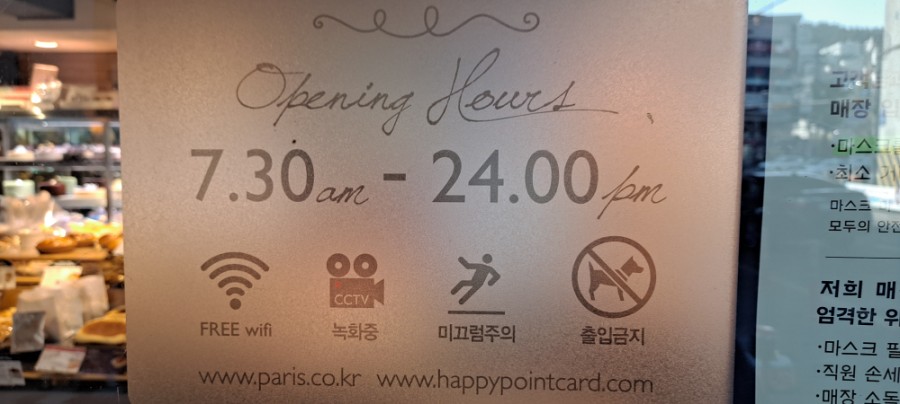 Opening Hours
7.30am - 24.00pm
CCTV
FREE wifi 녹화중 미끄럼주의 출입금지
www.paris.co.kr www.happypointcard.com
매장
·마스크
·최소
마스크
모두의 안전
저희 매
엄격한 위
·마스크 필
·직원 손세
·매장 소독